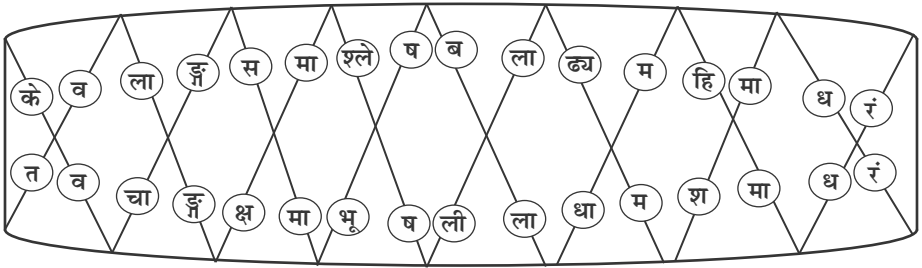 के व ला ङ्ग स मा श्ले ष ब ला ढ्य म हि मा ध रं
त व चा ङ्ग क्ष मा भू ष ली ला धा म श मा ध रं